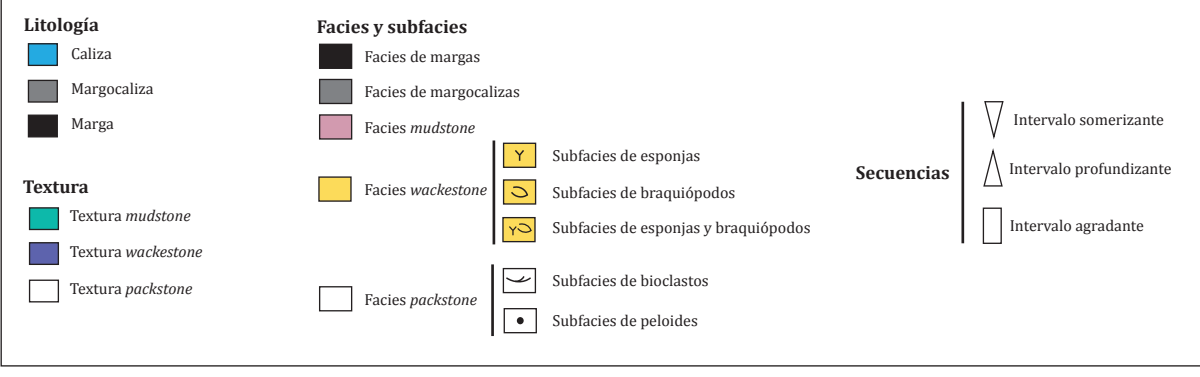 Litología
Caliza
Margocaliza
Marga
Textura
Textura mudstone
Textura wackestone
Textura packstone
Facies y subfacies
Facies de margas
Facies de margocalizas
Facies mudstone
Facies wackestone
Subfacies de esponjas
Subfacies de braquiópodos
Subfacies de esponjas y braquiópodos
Facies packstone
Subfacies de bioclastos
Subfacies de peloides
Secuencias
Intervalo somerizante
Intervalo profundizante
Intervalo agradante